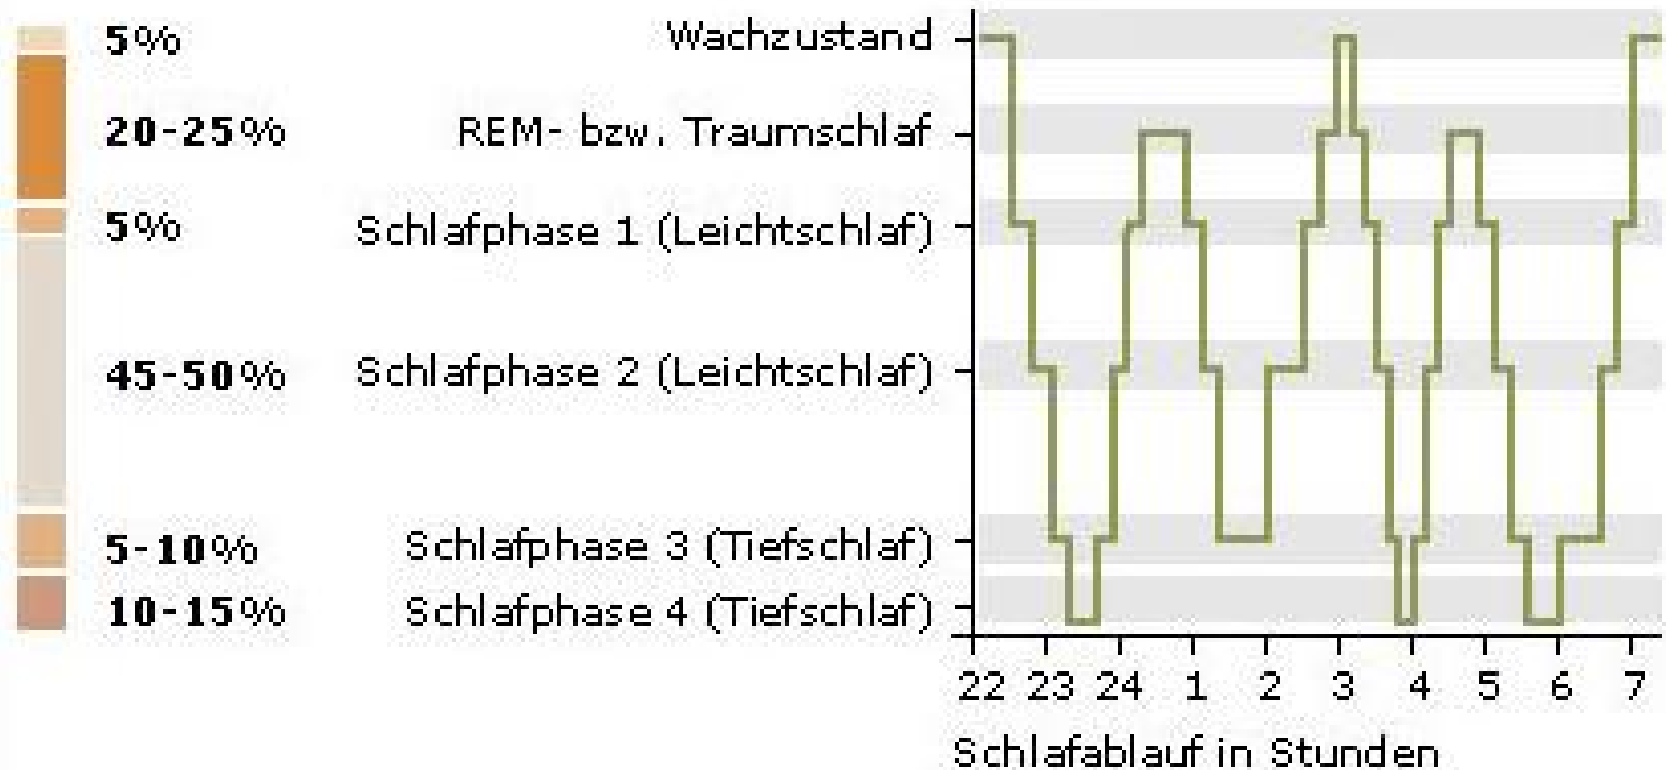 5% Wachzustand
20-25% REM- bzw. Traumschlaf
5% Schlafphase 1 (Leichtschlaf)
45-50% Schlafphase 2 (Leichtschlaf)
5-10% Schlafphase 3 (Tiefschlaf)
10-15% Schlafphase 4 (Tiefschlaf)
22 23 24 1 2 3 4 5 6 7
Schlafablauf in Stunden